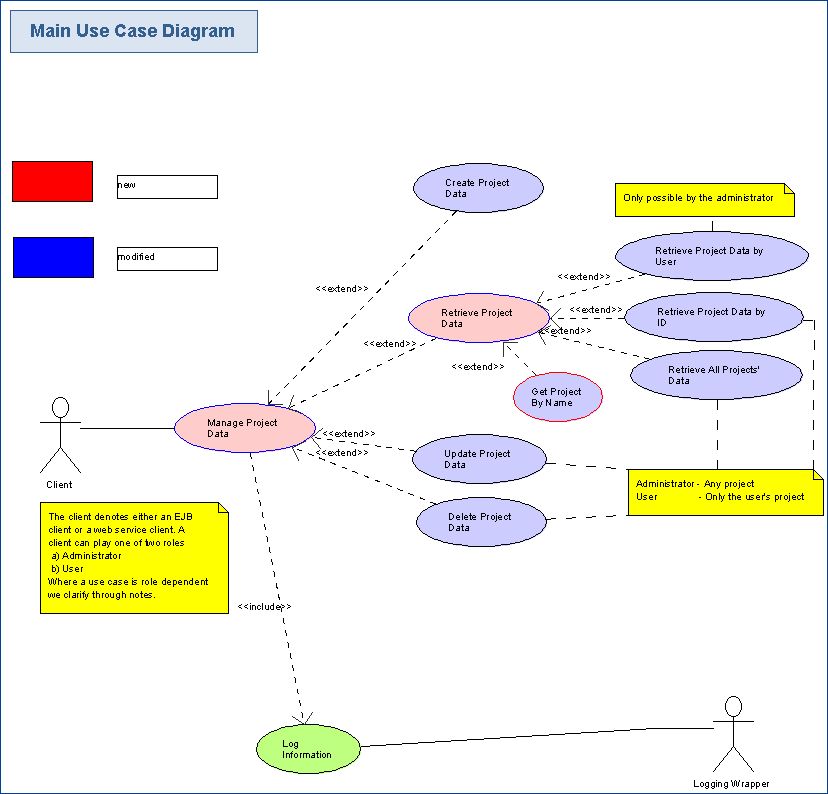 Main Use Case Diagram
new
modified
Create Project
Data
Only possible by the administrator
Retrieve Project Data by
User
<<extend>>
<<extend>>
Retrieve Project
Data
<<extend>>
Retrieve Project Data by
ID
<<extend>>
<<extend>>
Retrieve All Projects'
Data
<<extend>>
Get Project
By Name
Manage Project
Data
<<extend>>
<<extend>>
Update Project
Data
Client
Administrator - Any project
User - Only the user's project
Delete Project
Data
The client denotes either an EJB
client or a web service client. A
client can play one of two roles
a) Administrator
b) User
Where a use case is role dependent
we clarify through notes.
<<include>>
Log
Information
Logging Wrapper